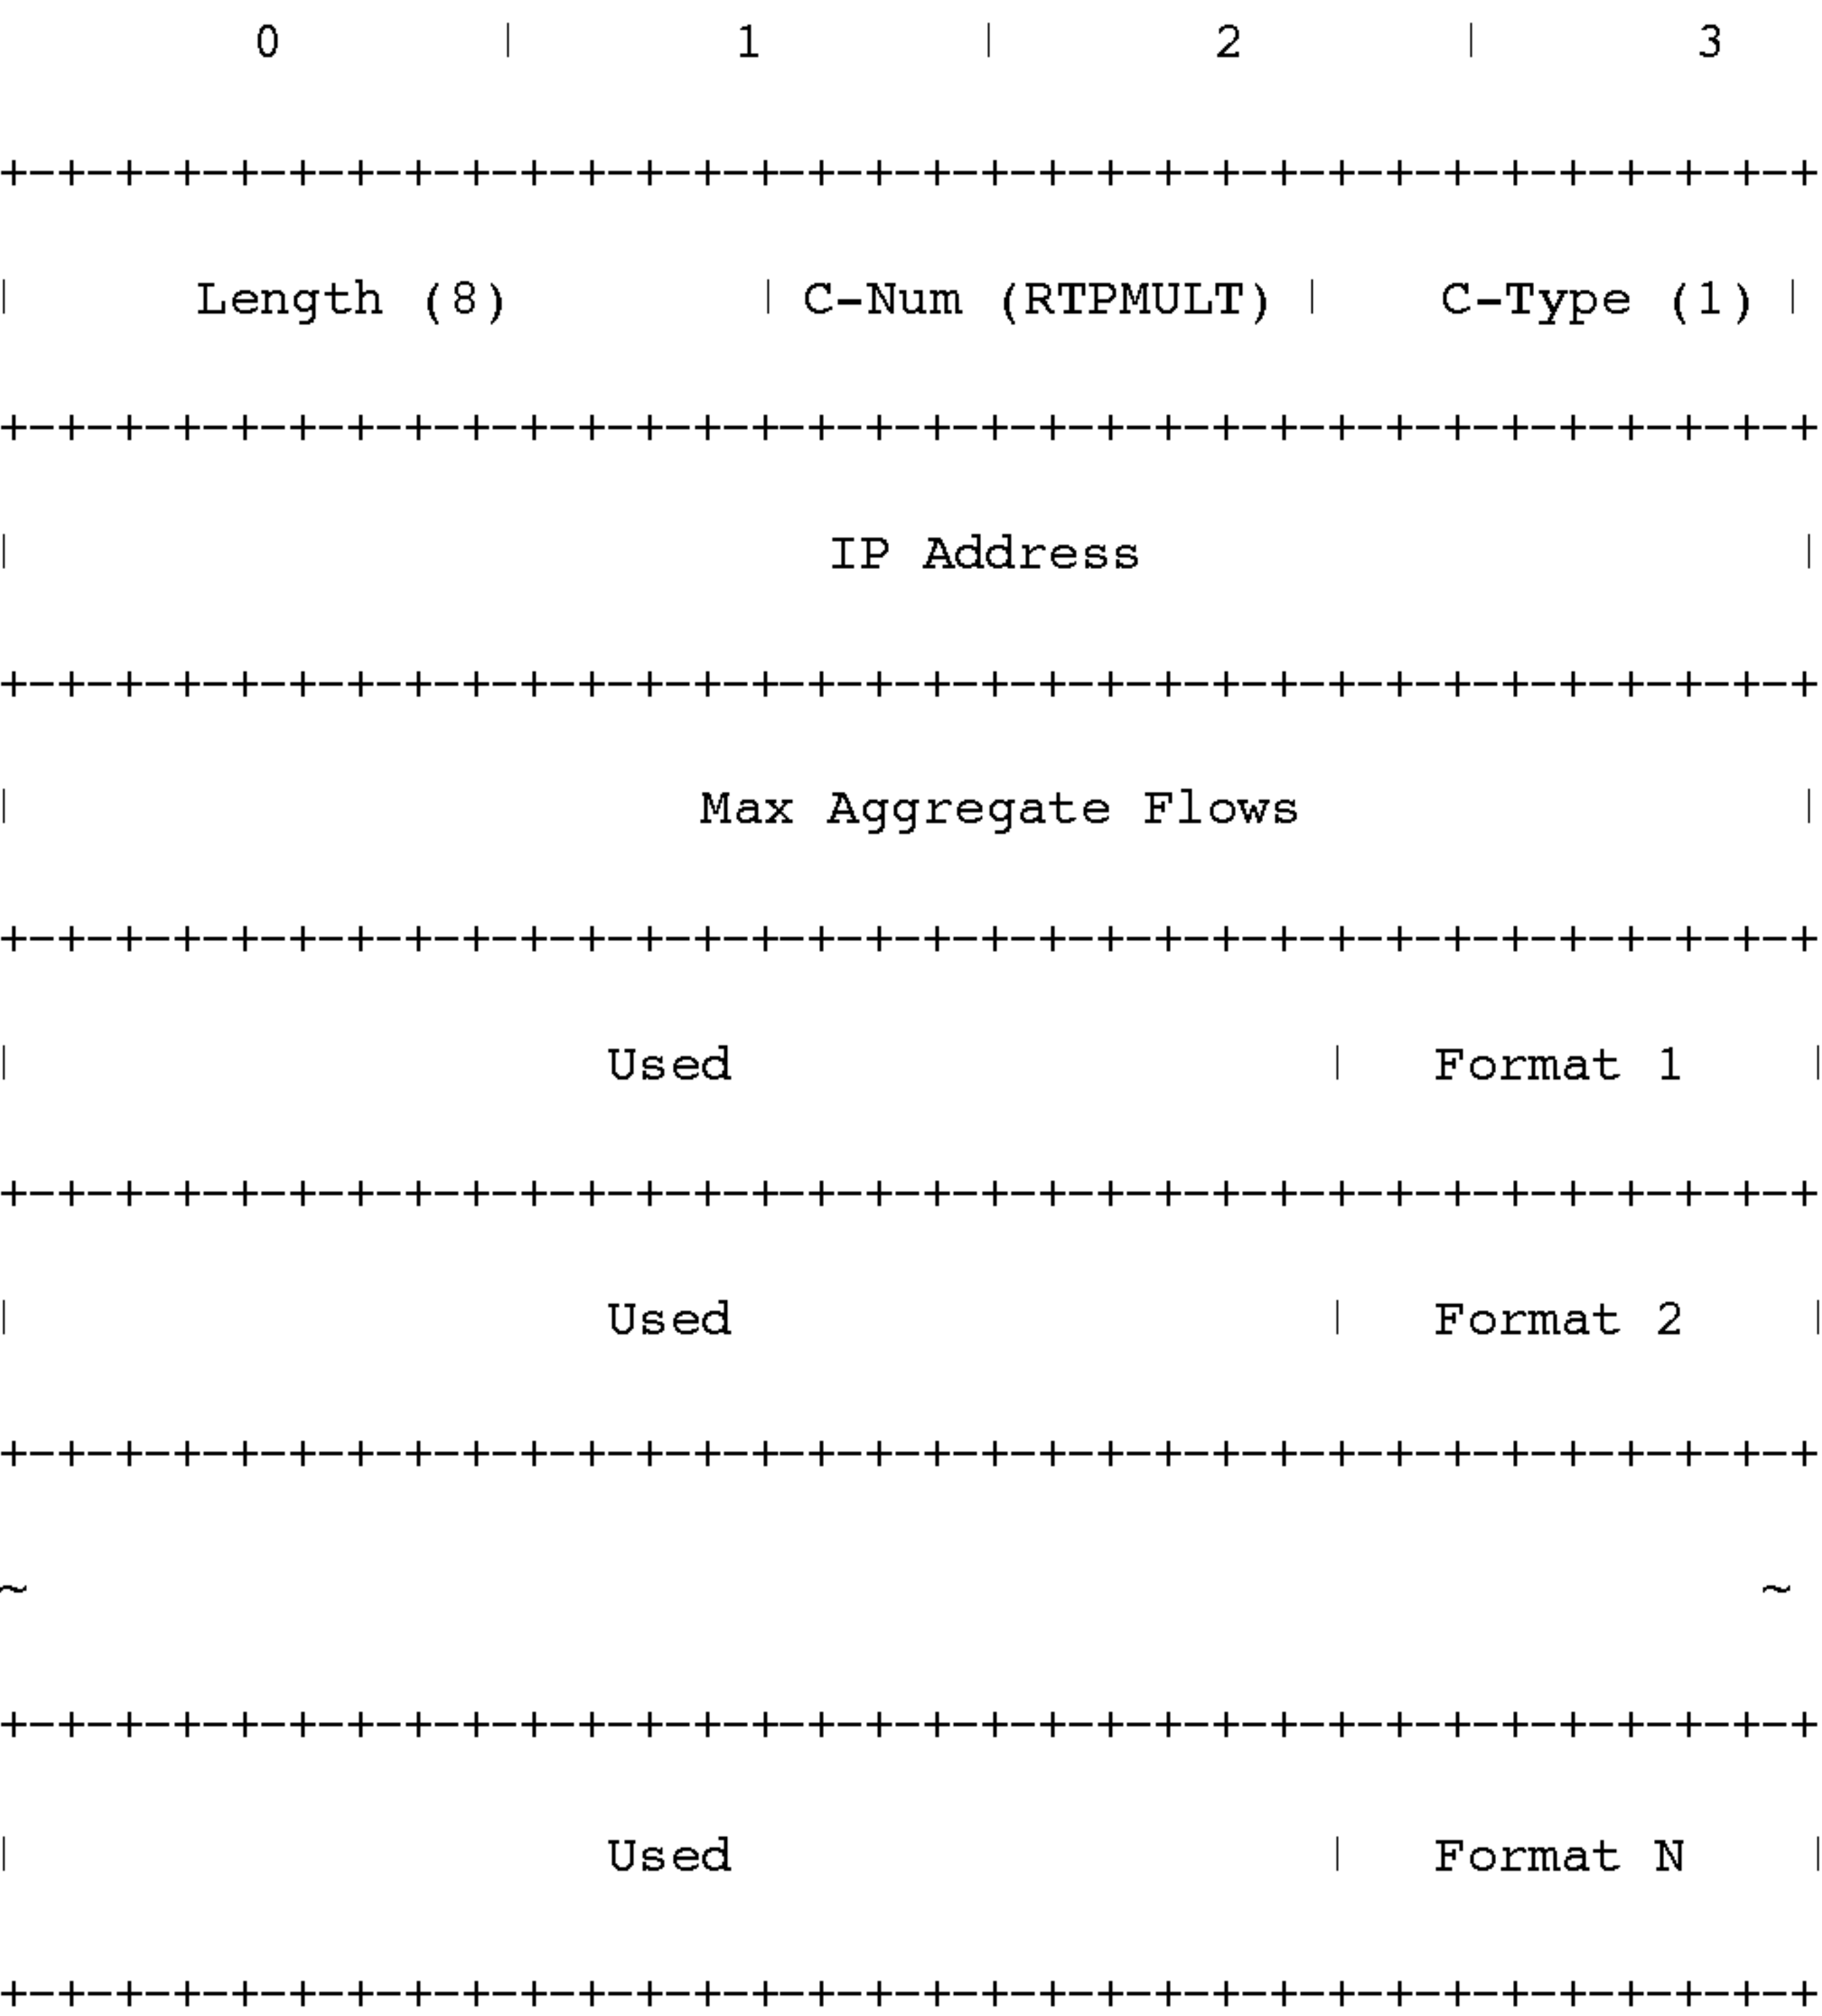 0 | 1 | 2 | 3
+-+-+-+-+-+-+-+-+-+-+-+-+-+-+-+-+-+-+-+-+-+-+-+-+-+-+-+-+-+-+-+-+
| Length (8) | C-Num (RTPMULT) | C-Type (1) |
+-+-+-+-+-+-+-+-+-+-+-+-+-+-+-+-+-+-+-+-+-+-+-+-+-+-+-+-+-+-+-+-+
| IP Address |
+-+-+-+-+-+-+-+-+-+-+-+-+-+-+-+-+-+-+-+-+-+-+-+-+-+-+-+-+-+-+-+-+
| Max Aggregate Flows |
+-+-+-+-+-+-+-+-+-+-+-+-+-+-+-+-+-+-+-+-+-+-+-+-+-+-+-+-+-+-+-+-+
| Used | Format 1 |
+-+-+-+-+-+-+-+-+-+-+-+-+-+-+-+-+-+-+-+-+-+-+-+-+-+-+-+-+-+-+-+-+
| Used | Format 2 |
+-+-+-+-+-+-+-+-+-+-+-+-+-+-+-+-+-+-+-+-+-+-+-+-+-+-+-+-+-+-+-+-+
~ ~
+-+-+-+-+-+-+-+-+-+-+-+-+-+-+-+-+-+-+-+-+-+-+-+-+-+-+-+-+-+-+-+-+
| Used | Format N |
+-+-+-+-+-+-+-+-+-+-+-+-+-+-+-+-+-+-+-+-+-+-+-+-+-+-+-+-+-+-+-+-+